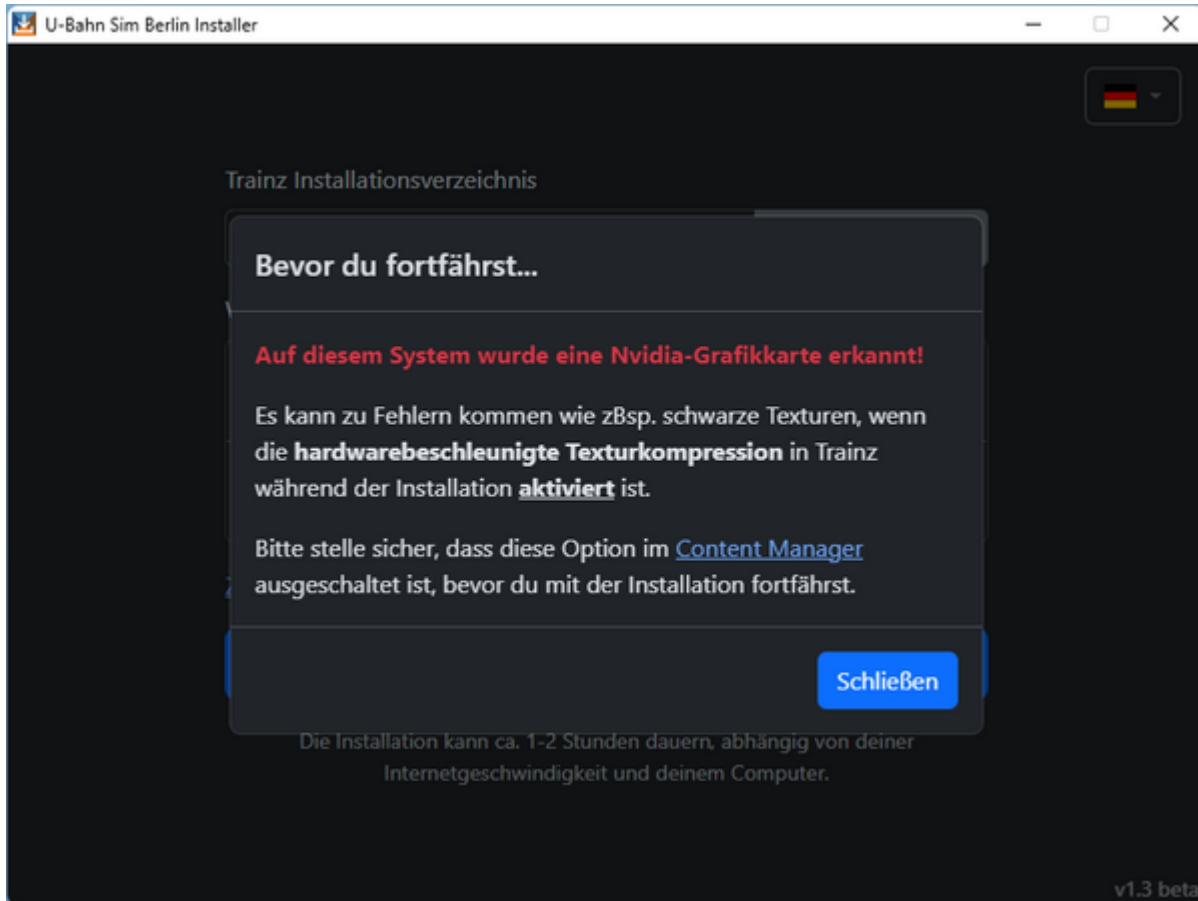 U-Bahn Sim Berlin Installer
Trainz Installationsverzeichnis
Bevor du fortfährst...
Auf diesem System wurde eine Nvidia-Grafikkarte erkannt!
Es kann zu Fehlern kommen wie zBsp. schwarze Texturen, wenn
die hardwarebeschleunigte Texturkompression in Trainz
während der Installation aktiviert ist.
Bitte stelle sicher, dass diese Option im Content Manager
ausgeschaltet ist, bevor du mit der Installation fortfährst.
Schließen
Die Installation kann ca. 1-2 Stunden dauern, abhängig von deiner
Internetgeschwindigkeit und deinem Computer.
v1.3 beta